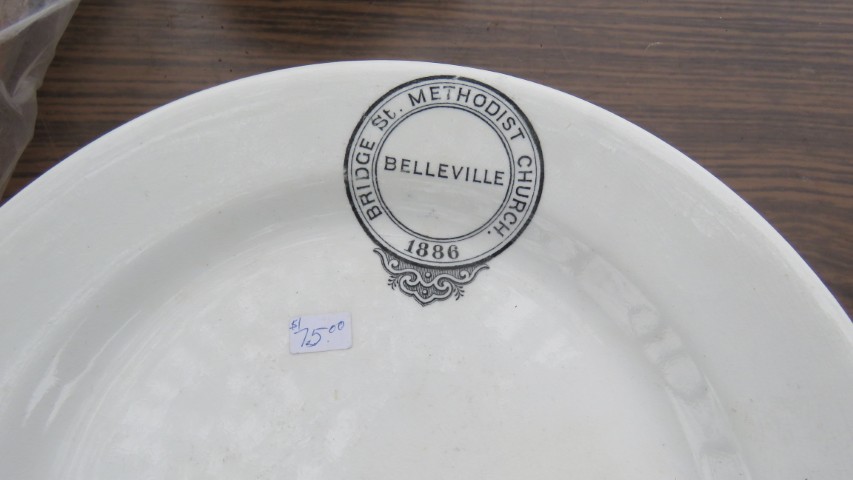 BRIDGE St. METHODIST CHURCH.
BELLEVILLE
1886
75.00